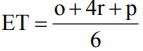 ET = o + 4r + p / 6